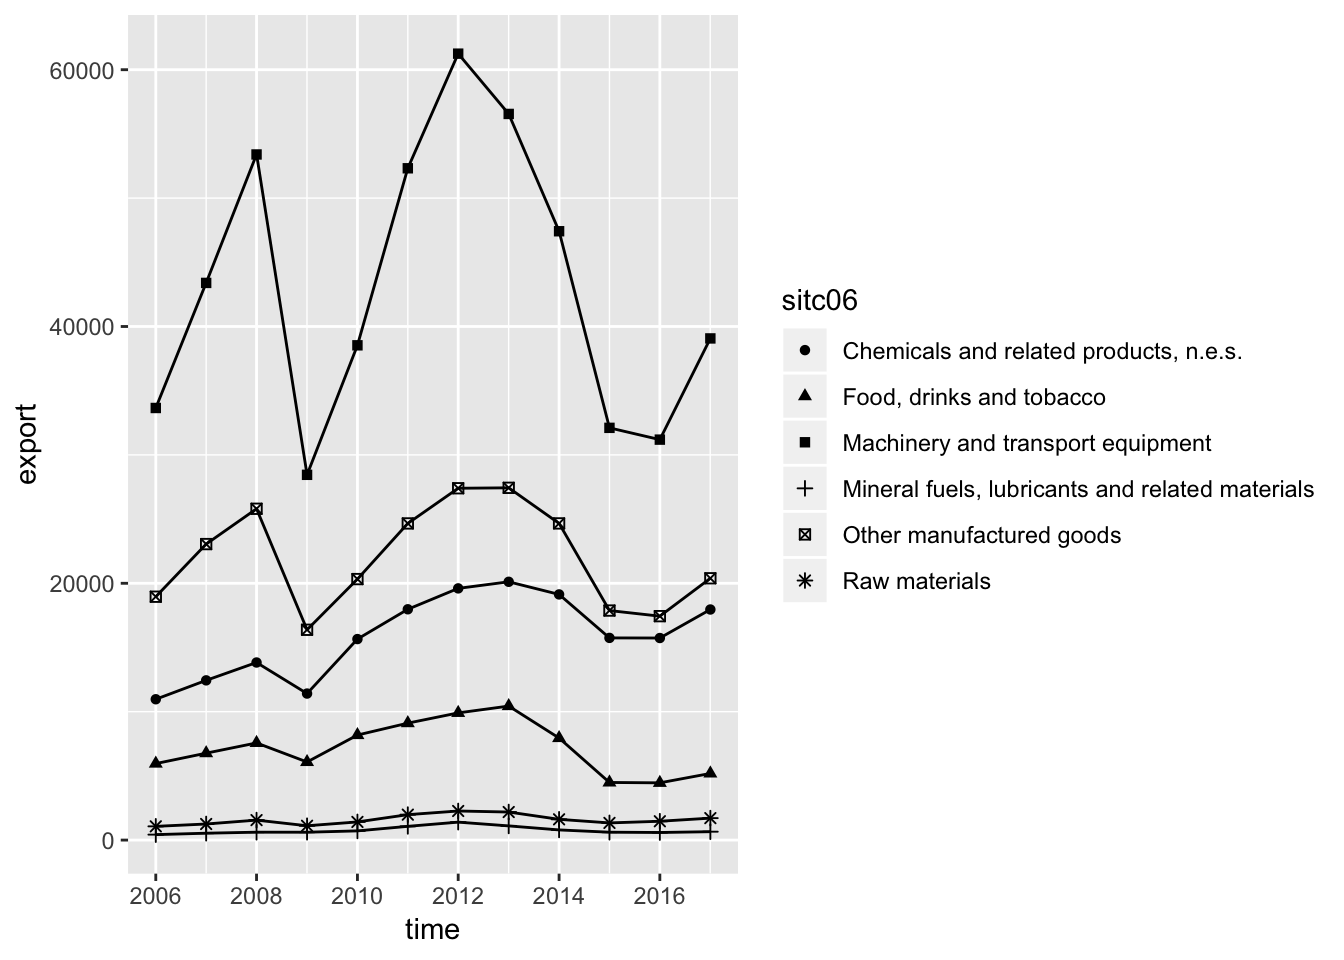 60000
40000
20000
0
export
2006 2008 2010 2012 2014 2016
time
sitc06
Chemicals and related products, n.e.s.
Food, drinks and tobacco
Machinery and transport equipment
Mineral fuels, lubricants and related materials
Other manufactured goods
Raw materials